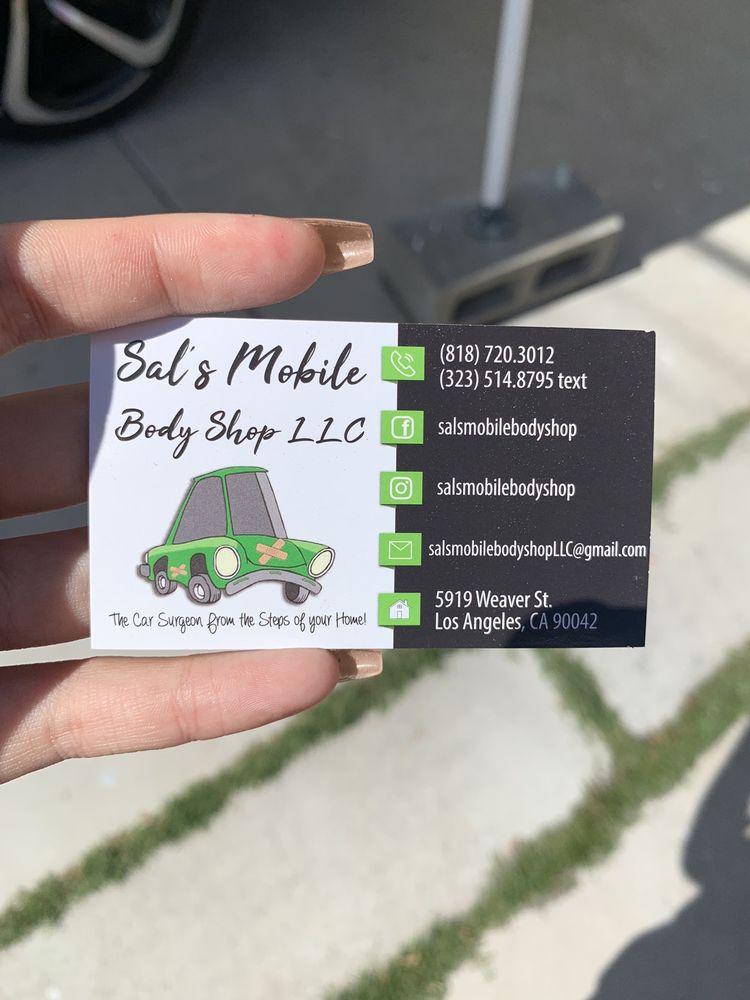 Sal's Mobile
Body Shop LLC
The Car Surgeon from the Steps of your Home!
(818) 720.3012
(323) 514.8795 text
salsmobilebodyshop
salsmobilebodyshop
salsmobilebodyshopLLC@gmail.com
5919 Weaver St.
Los Angeles, CA 90042